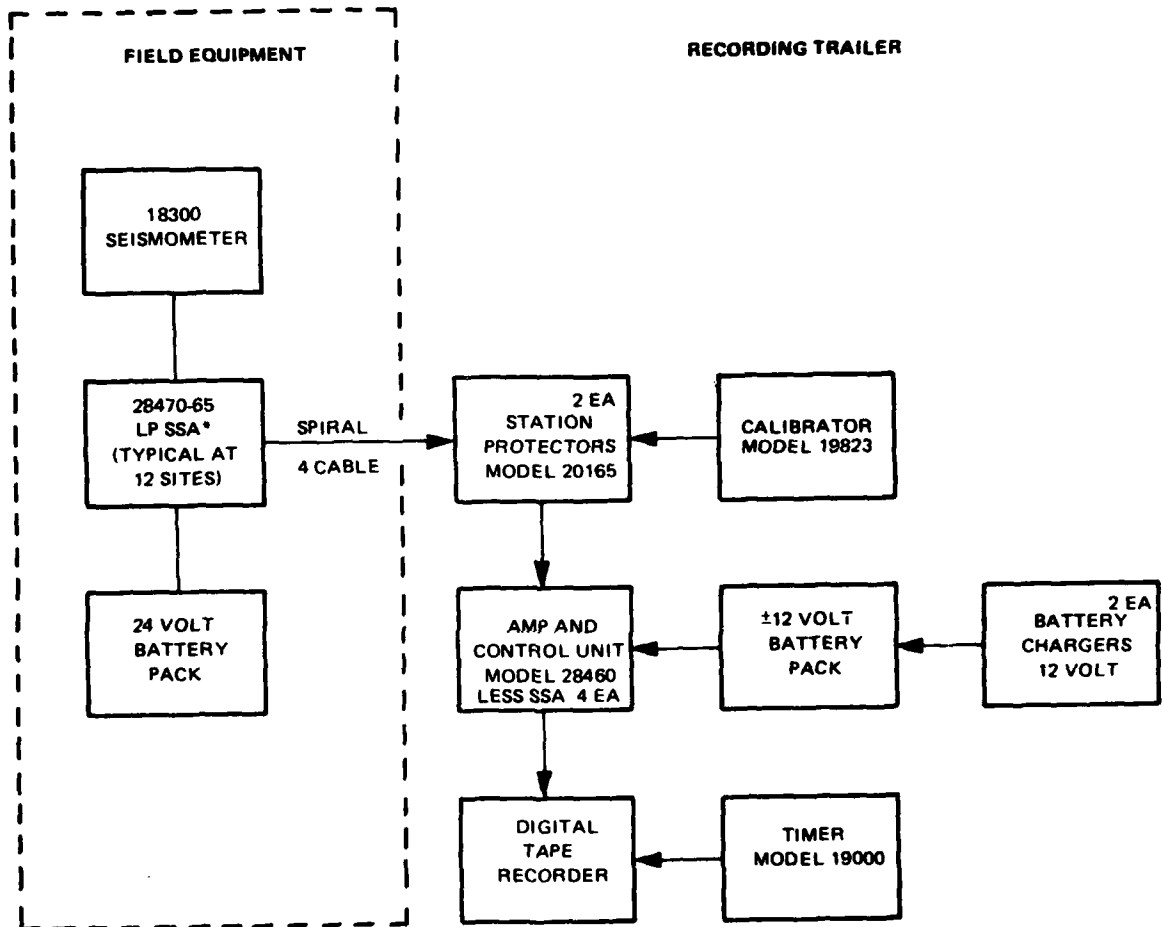 FIELD EQUIPMENT
RECORDING TRAILER
18300
SEISMOMETER
28470-65
LP SSA*
(TYPICAL AT
12 SITES)
SPIRAL
4 CABLE
2 EA
STATION
PROTECTORS
MODEL 20165
CALIBRATOR
MODEL 19823
24 VOLT
BATTERY
PACK
AMP AND
CONTROL UNIT
MODEL 28460
LESS SSA 4 EA
±12 VOLT
BATTERY
PACK
2 EA
BATTERY
CHARGERS
12 VOLT
DIGITAL
TAPE
RECORDER
TIMER
MODEL 19000